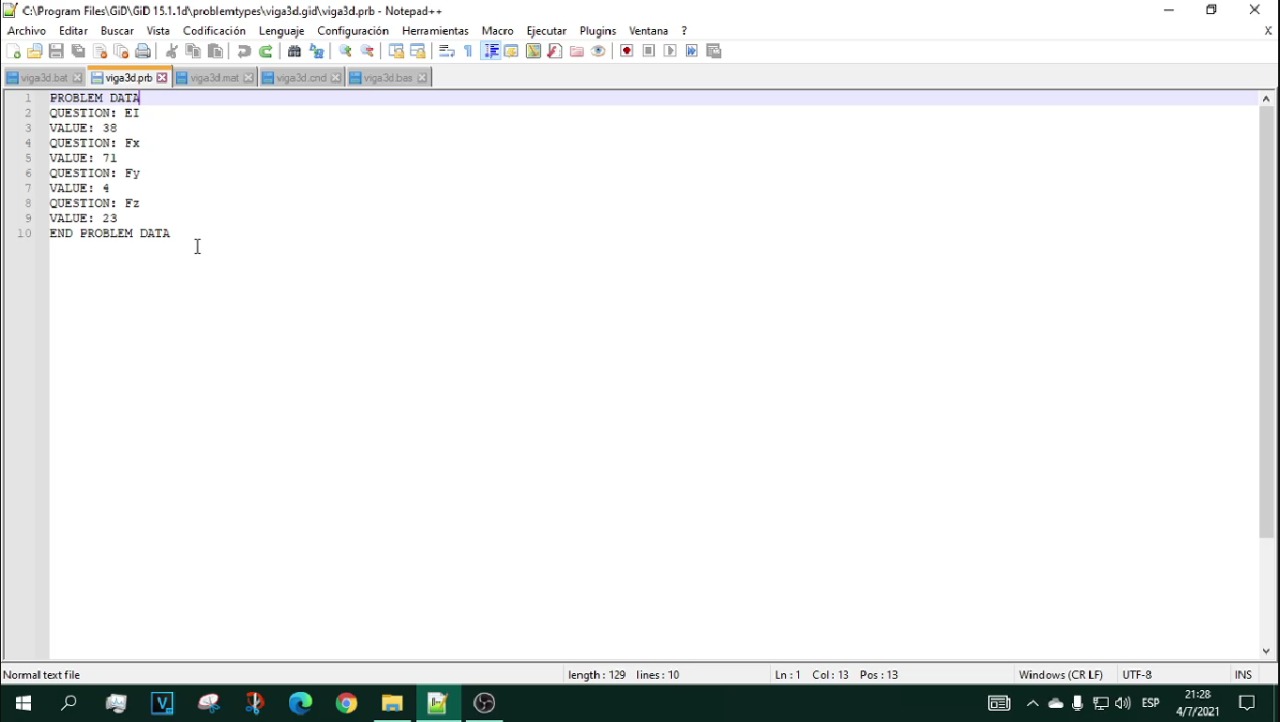 C:\Program Files\GiD\GiD 15.1.1d\problemtypes\viga3d.gid\viga3d.prb - Notepad++
Archivo Editar Buscar Vista Codificación Lenguaje Configuración Herramientas Macro Ejecutar Plugins Ventana ? X
viga3d.bat viga3d.prb viga3d.mat viga3d.cnd viga3d.bas
1 PROBLEM DATA
2 QUESTION: EI
3 VALUE: 38
4 QUESTION: Fx
5 VALUE: 71
6 QUESTION: Fy
7 VALUE: 4
8 QUESTION: Fz
9 VALUE: 23
10 END PROBLEM DATA
Normal text file length : 129 lines : 10 Ln : 1 Col : 13 Pos : 13 Windows (CR LF) UTF-8 INS
ESP 21:28
4/7/2021